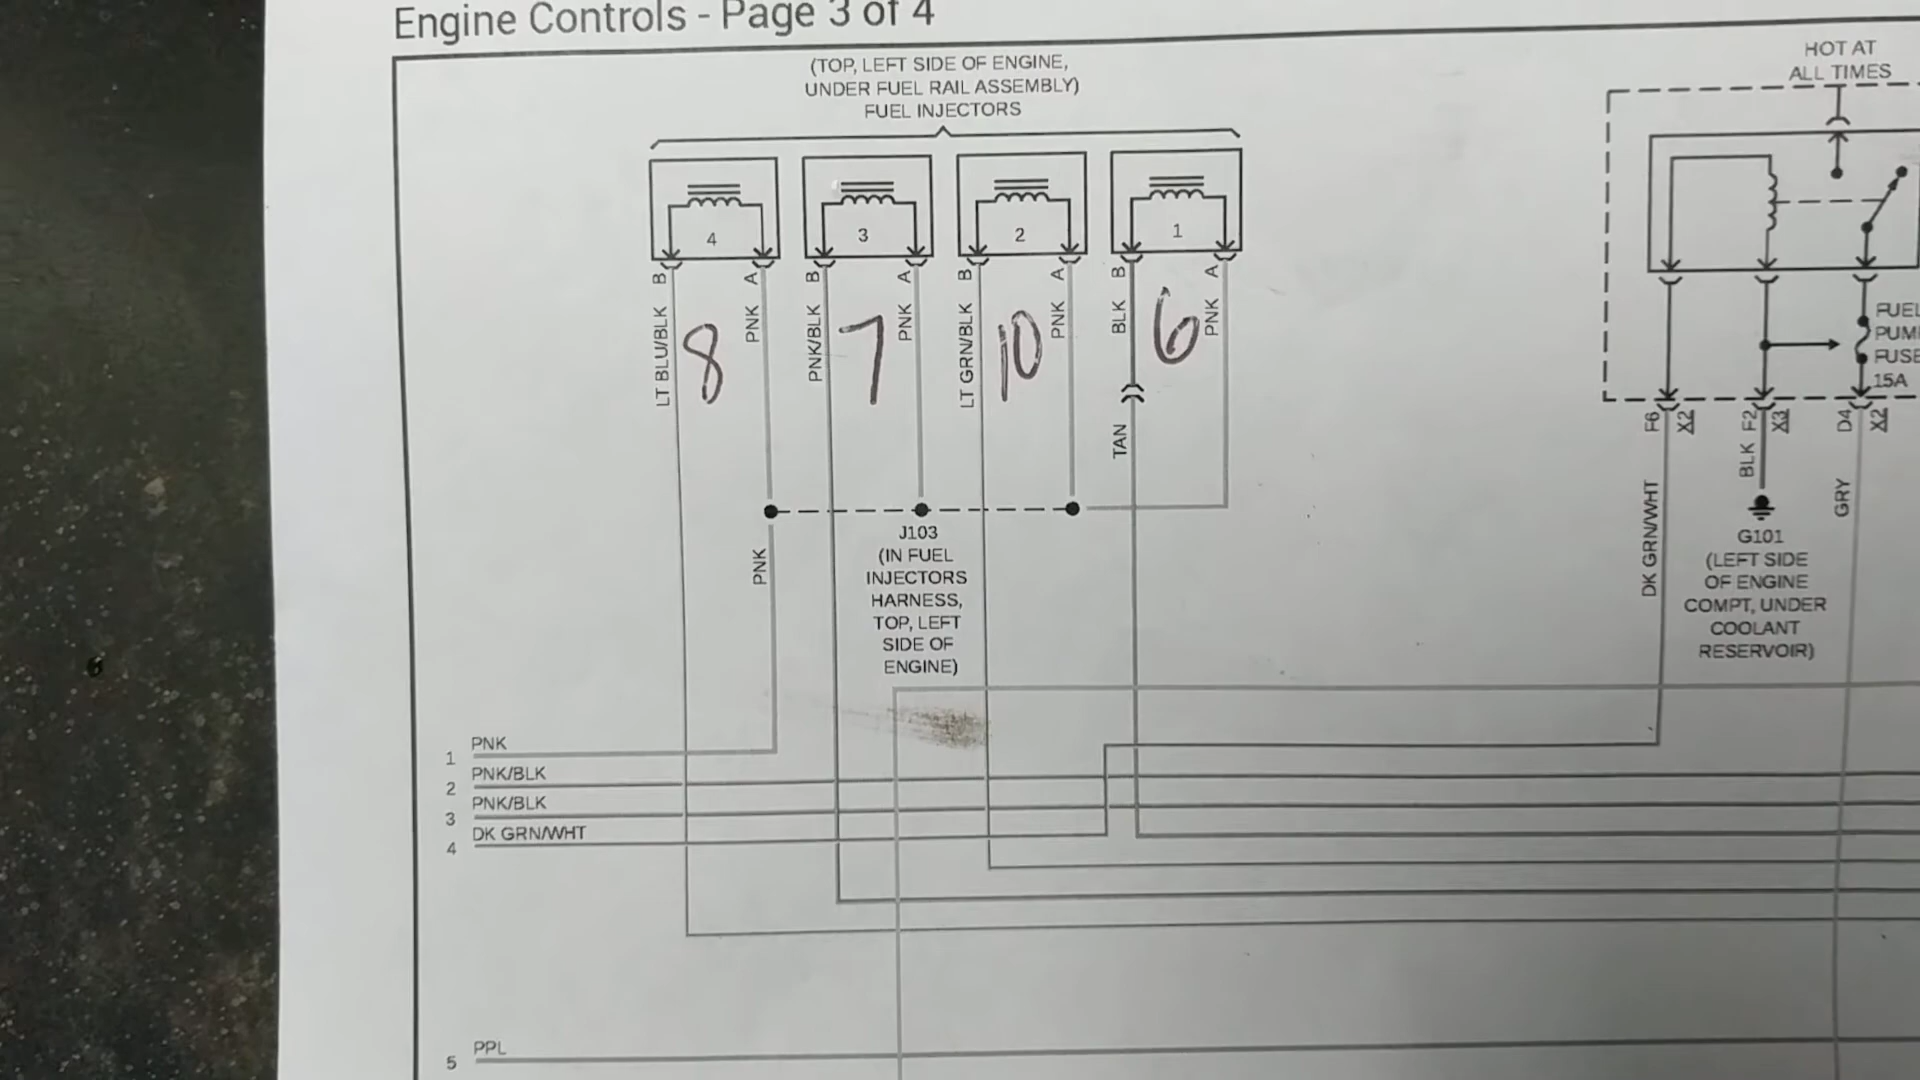 Engine Controls - Page 3 of 4
(TOP, LEFT SIDE OF ENGINE,
UNDER FUEL RAIL ASSEMBLY)
FUEL INJECTORS
HOT AT
ALL TIMES
4
3
2
1
B
A
B
A
B
A
B
A
LT BLU/BLK
8
PNK
PNK/BLK
7
PNK
LT GRN/BLK
10
PNK
BLK
6
PNK
TAN
FUEL
PUMP
FUSE
15A
F6
X2
F2
X3
D4
X2
BLK
DK GRN/WHT
GRY
G101
(LEFT SIDE
OF ENGINE
COMPT, UNDER
COOLANT
RESERVOIR)
PNK
J103
(IN FUEL
INJECTORS
HARNESS,
TOP, LEFT
SIDE OF
ENGINE)
1 PNK
2 PNK/BLK
3 PNK/BLK
4 DK GRN/WHT
5 PPL